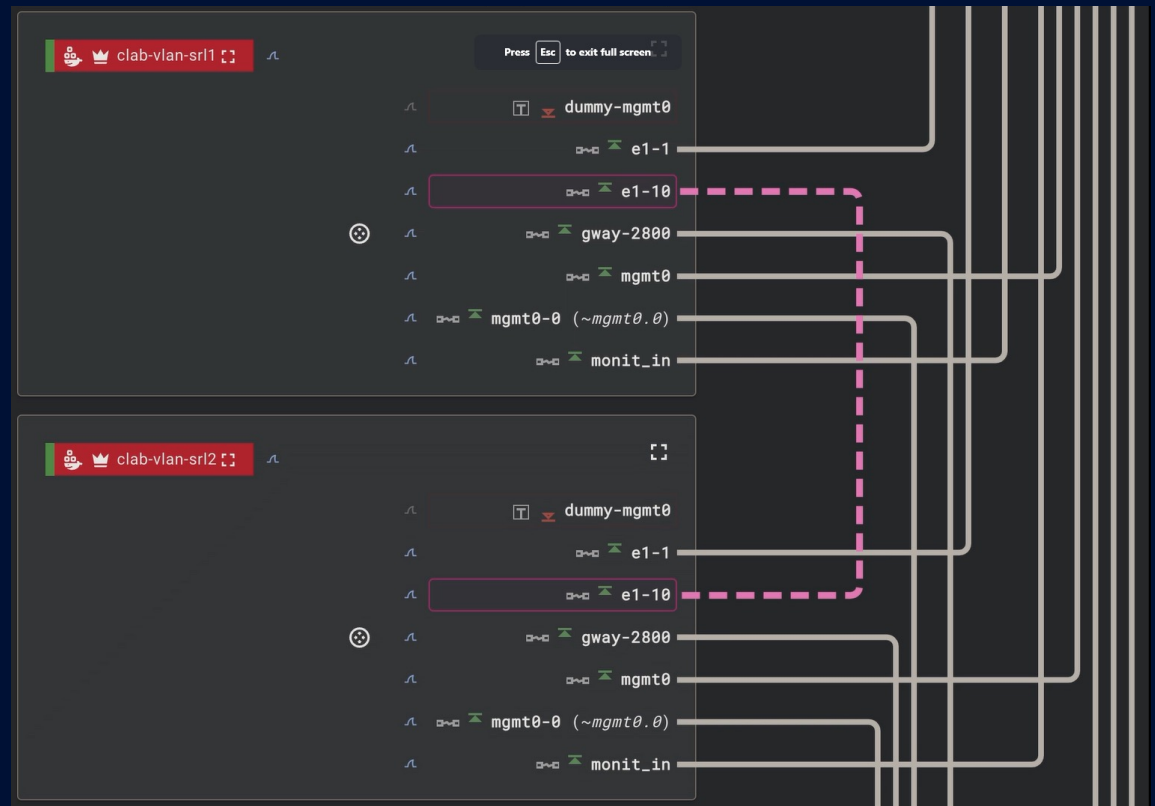 clab-vlan-srl1
Press Esc to exit full screen
dummy-mgmt0
e1-1
e1-10
gway-2800
mgmt0
mgmt0-0 (~mgmt0.0)
monit_in
clab-vlan-srl2
dummy-mgmt0
e1-1
e1-10
gway-2800
mgmt0
mgmt0-0 (~mgmt0.0)
monit_in